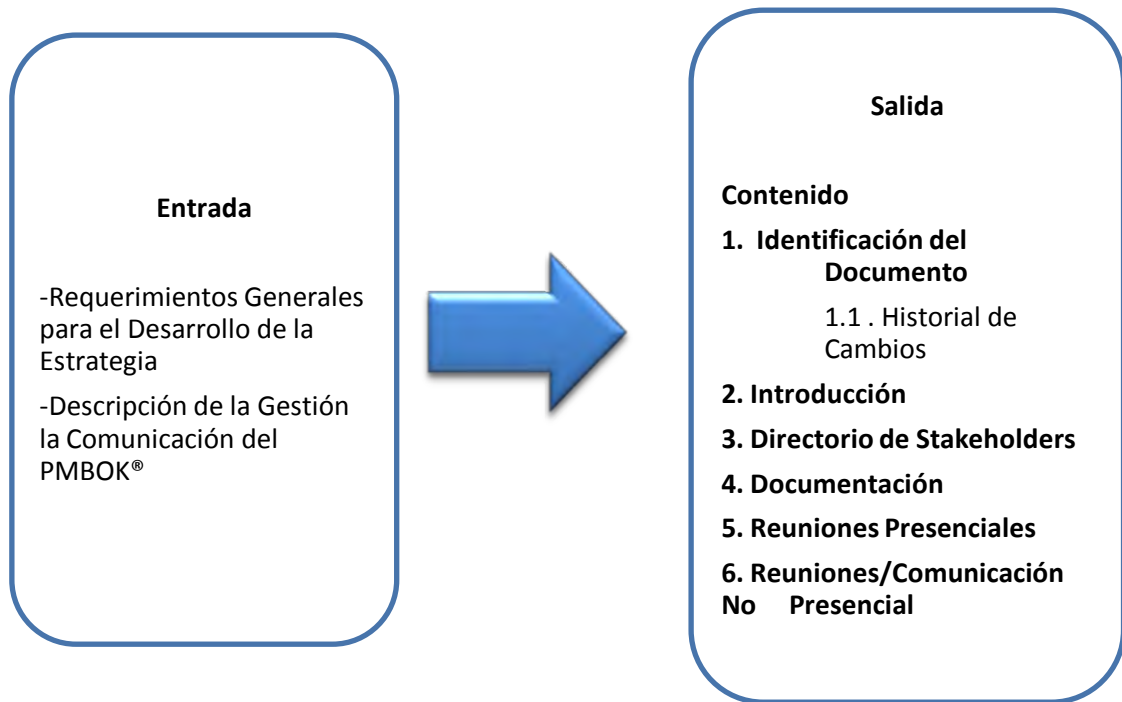 Entrada
-Requerimientos Generales
para el Desarrollo de la
Estrategia
-Descripción de la Gestión
la Comunicación del
PMBOK®
Salida
Contenido
1. Identificación del
Documento
1.1 . Historial de
Cambios
2. Introducción
3. Directorio de Stakeholders
4. Documentación
5. Reuniones Presenciales
6. Reuniones/Comunicación
No Presencial